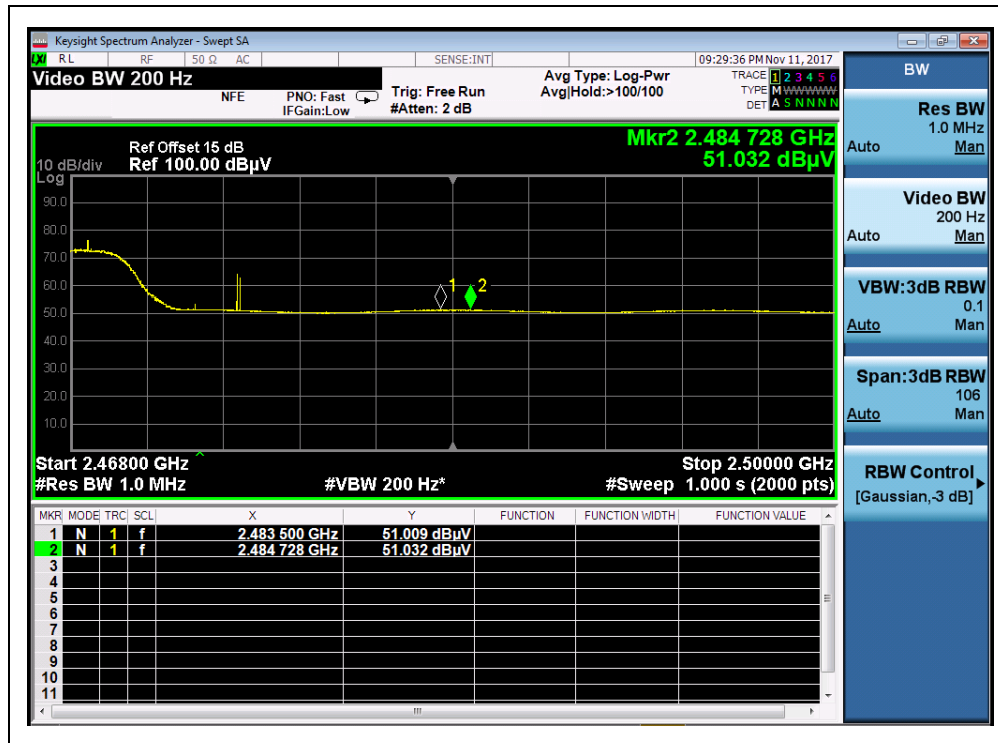 Keysight Spectrum Analyzer - Swept SA
LXI RL RF 50 Ω AC SENSE:INT 09:29:36 PM Nov 11, 2017
Video BW 200 Hz
NFE
PNO: Fast
IFGain:Low
Trig: Free Run
#Atten: 2 dB
Avg Type: Log-Pwr
Avg|Hold:>100/100
TRACE 1 2 3 4 5 6
TYPE M WWWWW
DET A S N N N N
Mkr2 2.484 728 GHz
51.032 dBµV
Ref Offset 15 dB
10 dB/div Ref 100.00 dBµV
Log
90.0
80.0
70.0
60.0
50.0
40.0
30.0
20.0
10.0
1
2
Start 2.46800 GHz Stop 2.50000 GHz
#Res BW 1.0 MHz #VBW 200 Hz* #Sweep 1.000 s (2000 pts)
MKR MODE TRC SCL X Y FUNCTION FUNCTION WIDTH FUNCTION VALUE
1 N 1 f 2.483 500 GHz 51.009 dBµV
2 N 1 f 2.484 728 GHz 51.032 dBµV
3
4
5
6
7
8
9
10
11
BW
Res BW
1.0 MHz
Auto Man
Video BW
200 Hz
Auto Man
VBW:3dB RBW
0.1
Auto Man
Span:3dB RBW
106
Auto Man
RBW Control
[Gaussian,-3 dB]